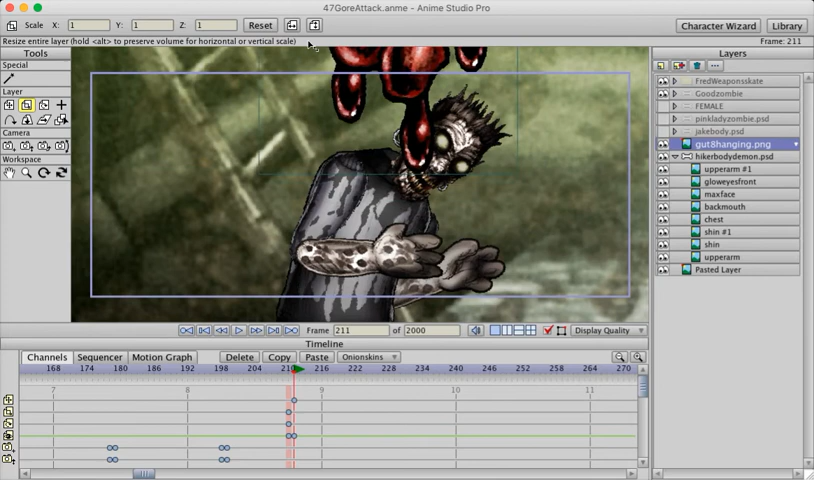 47GoreAttack.anme - Anime Studio Pro
Scale X: 1 Y: 1 Z: 1 Reset Character Wizard Library
Resize entire layer (hold <alt> to preserve volume for horizontal or vertical scale) Frame: 211
Tools
Special
Layer
Camera
Workspace
Layers
FredWeaponsskate
Goodzombie
FEMALE
pinkladyzombie.psd
jakebody.psd
gut8hanging.png
hikerbodydemon.psd
upperarm #1
gloweyesfront
maxface
backmouth
chest
shin #1
shin
upperarm
Pasted Layer
Frame 211 of 2000 Display Quality
Timeline
Channels Sequencer Motion Graph Delete Copy Paste Onionskins
168 174 180 186 192 198 204 210 216 222 228 234 240 246 252 258 264 270
7 8 9 10 11